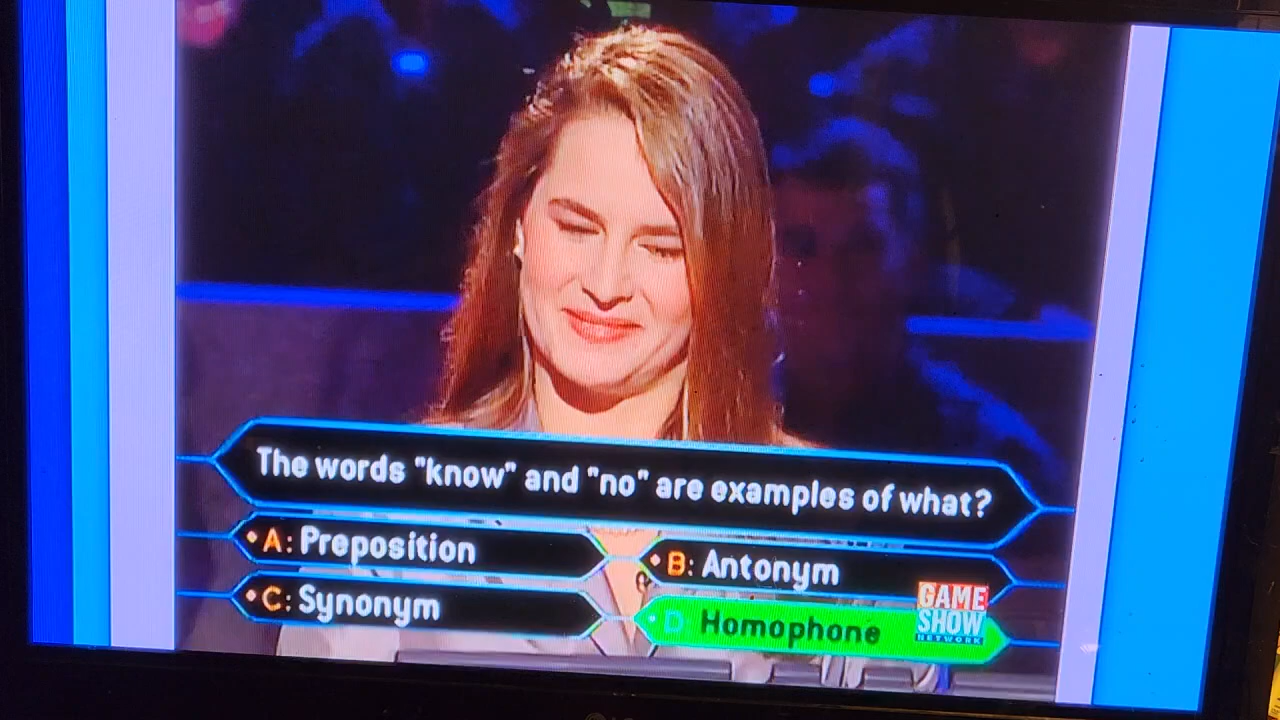 The words "know" and "no" are examples of what?
A: Preposition
B: Antonym
C: Synonym
D: Homophone
GAME
SHOW
NETWORK